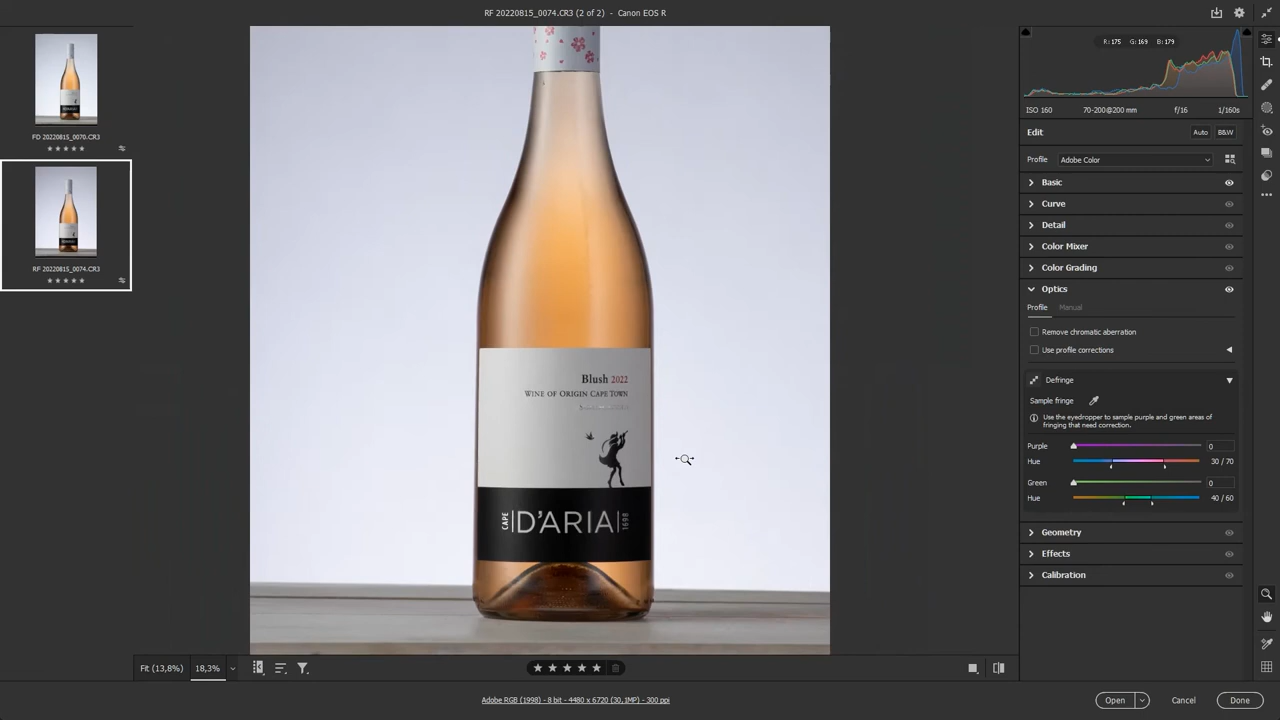 RF 20220815_0074.CR3 (2 of 2) - Canon EOS R
FD 20220815_0070.CR3
RF 20220815_0074.CR3
Blush 2022
WINE OF ORIGIN CAPE TOWN
CAPE
D'ARIA
1698
R: 175 G: 169 B: 179
ISO 160 70-200@200 mm f/16 1/160s
Edit Auto B&W
Profile Adobe Color
Basic
Curve
Detail
Color Mixer
Color Grading
Optics
Profile Manual
Remove chromatic aberration
Use profile corrections
Defringe
Sample fringe
Use the eyedropper to sample purple and green areas of
fringing that need correction.
Purple 0
Hue 30 / 70
Green 0
Hue 40 / 60
Geometry
Effects
Calibration
Fit (13,8%) 18,3%
Adobe RGB (1998) - 8 bit - 4480 x 6720 (30,1MP) - 300 ppi
Open Cancel Done